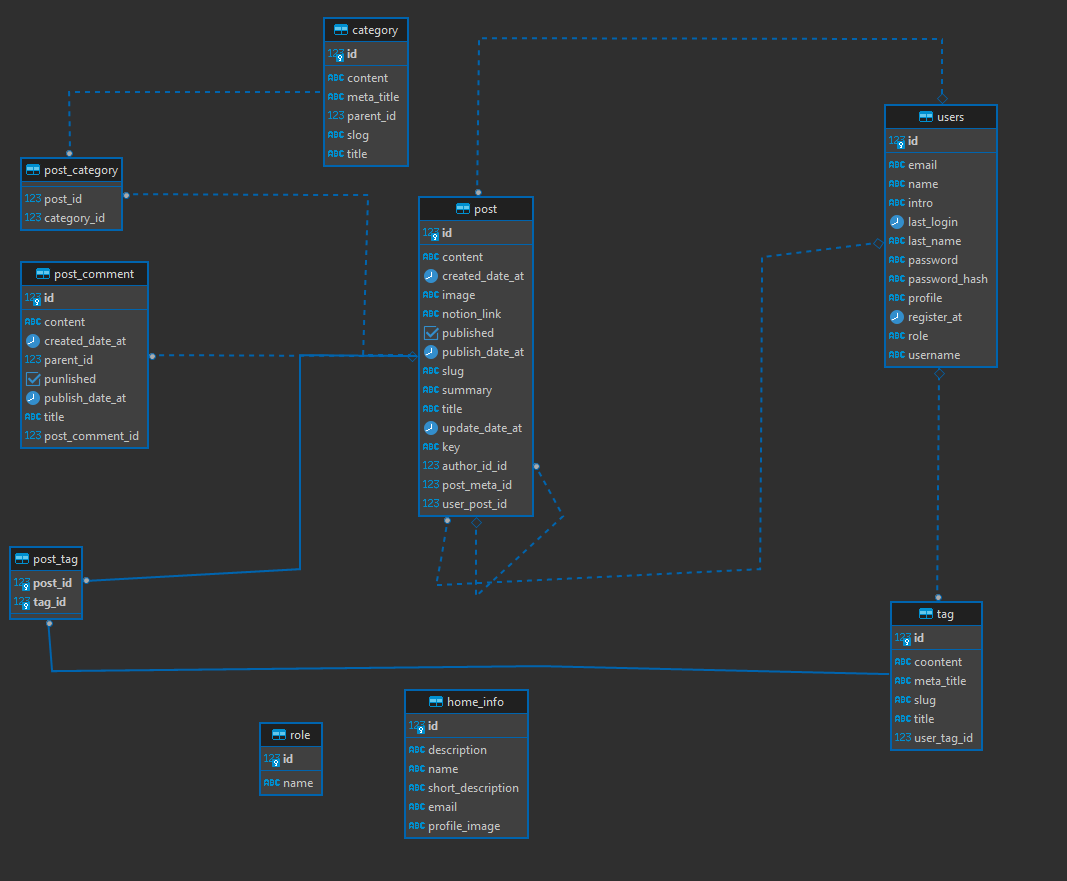 category
123 id
ABC content
ABC meta_title
123 parent_id
ABC slog
ABC title
post_category
123 post_id
123 category_id
post_comment
123 id
ABC content
created_date_at
123 parent_id
punlished
publish_date_at
ABC title
123 post_comment_id
post
123 id
ABC content
created_date_at
ABC image
ABC notion_link
published
publish_date_at
ABC slug
ABC summary
ABC title
update_date_at
ABC key
123 author_id_id
123 post_meta_id
123 user_post_id
users
123 id
ABC email
ABC name
ABC intro
last_login
ABC last_name
ABC password
ABC password_hash
ABC profile
register_at
ABC role
ABC username
post_tag
123 post_id
123 tag_id
tag
123 id
ABC coontent
ABC meta_title
ABC slug
ABC title
123 user_tag_id
role
123 id
ABC name
home_info
123 id
ABC description
ABC name
ABC short_description
ABC email
ABC profile_image